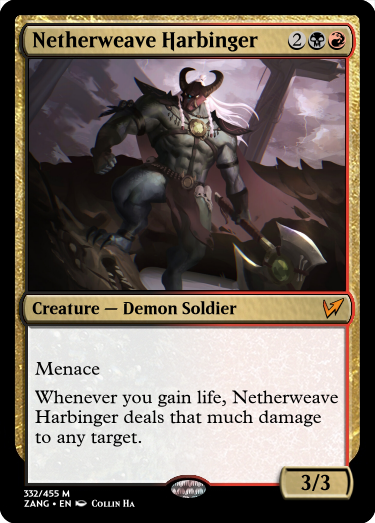 Netherweave Harbinger 2
Creature — Demon Soldier
Menace
Whenever you gain life, Netherweave
Harbinger deals that much damage
to any target.
3/3
332/455 M
ZANG • EN Collin Ha